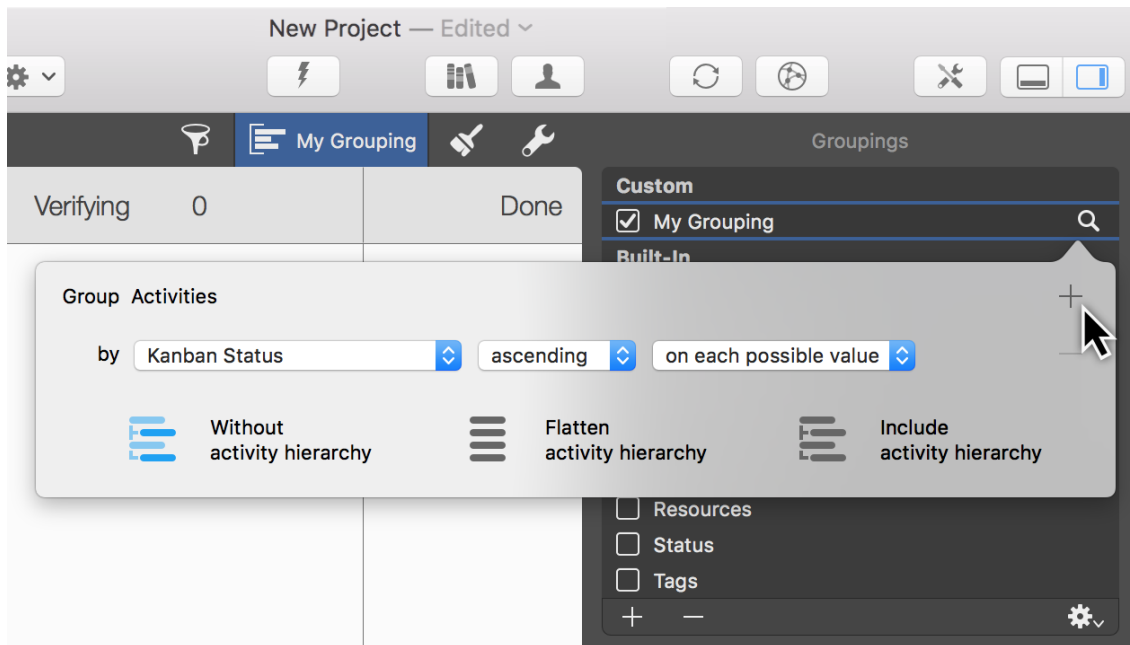 New Project — Edited
My Grouping
Groupings
Verifying 0 Done
Custom
My Grouping
Built-In
Group Activities
by Kanban Status ascending on each possible value
Without
activity hierarchy
Flatten
activity hierarchy
Include
activity hierarchy
Resources
Status
Tags